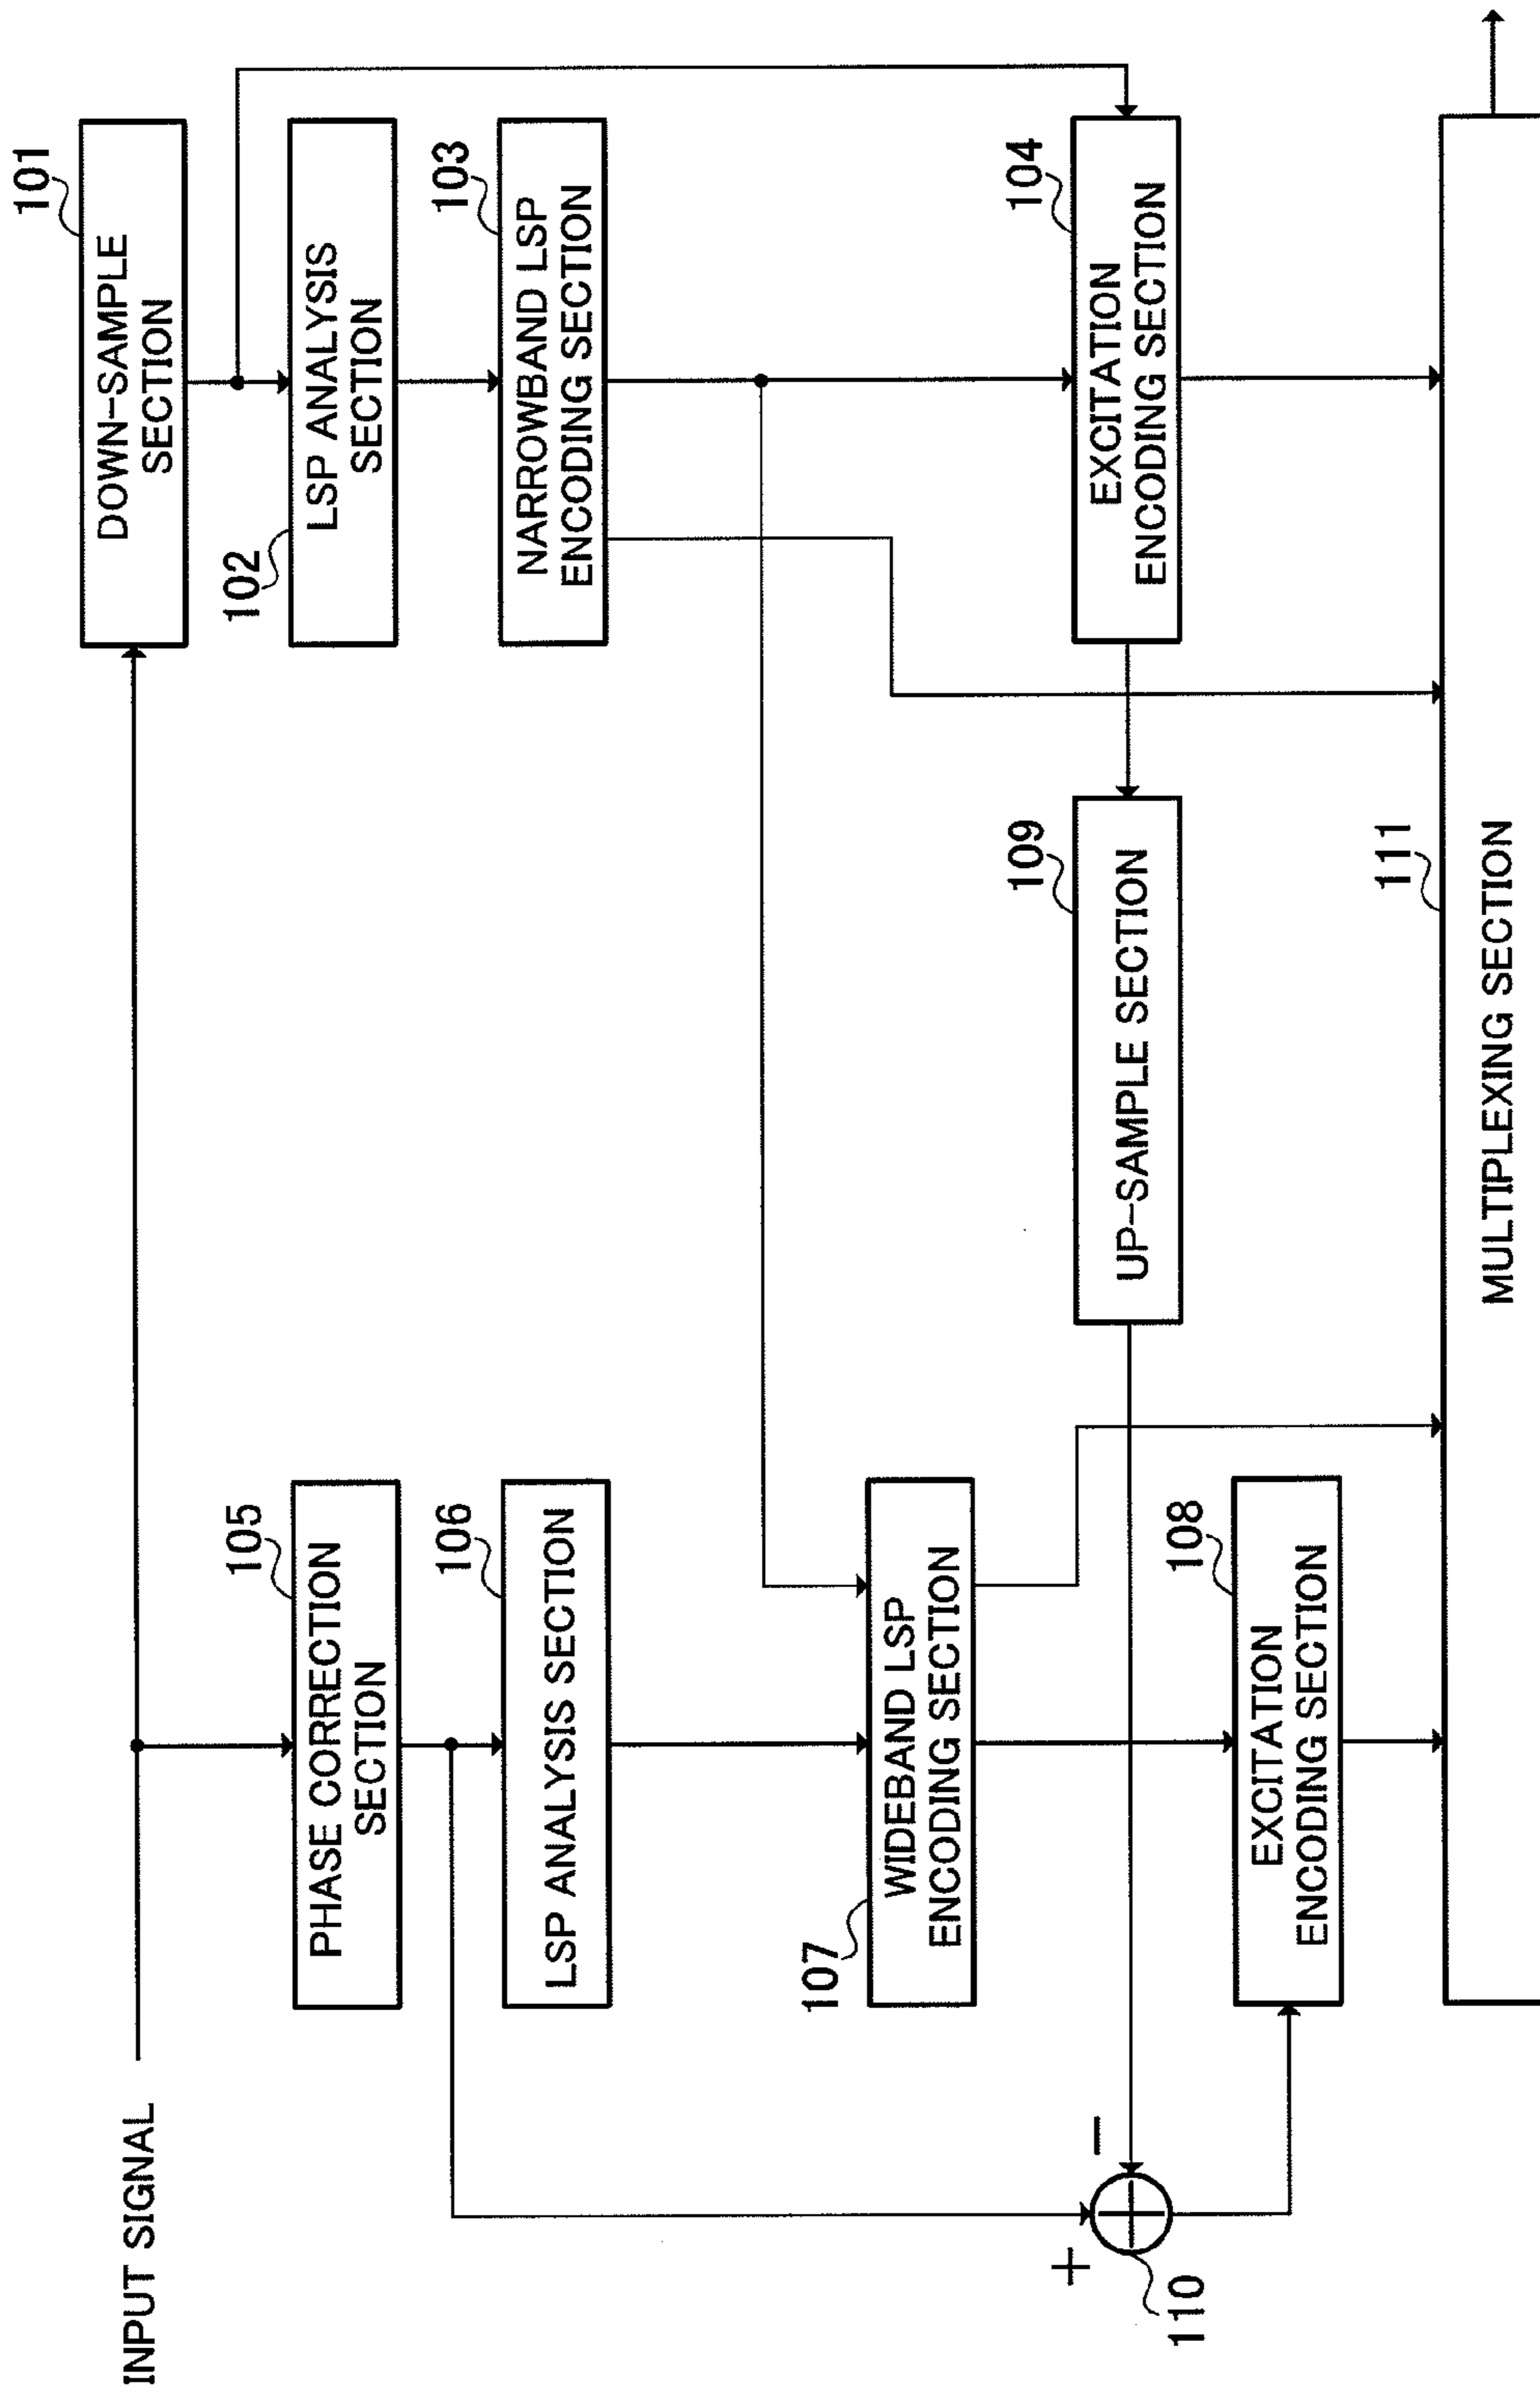 INPUT SIGNAL
101
DOWN-SAMPLE
SECTION
102
LSP ANALYSIS
SECTION
103
NARROWBAND LSP
ENCODING SECTION
104
EXCITATION
ENCODING SECTION
105
PHASE CORRECTION
SECTION
106
LSP ANALYSIS SECTION
107
WIDEBAND LSP
ENCODING SECTION
108
EXCITATION
ENCODING SECTION
109
UP-SAMPLE SECTION
+
−
110
111
MULTIPLEXING SECTION